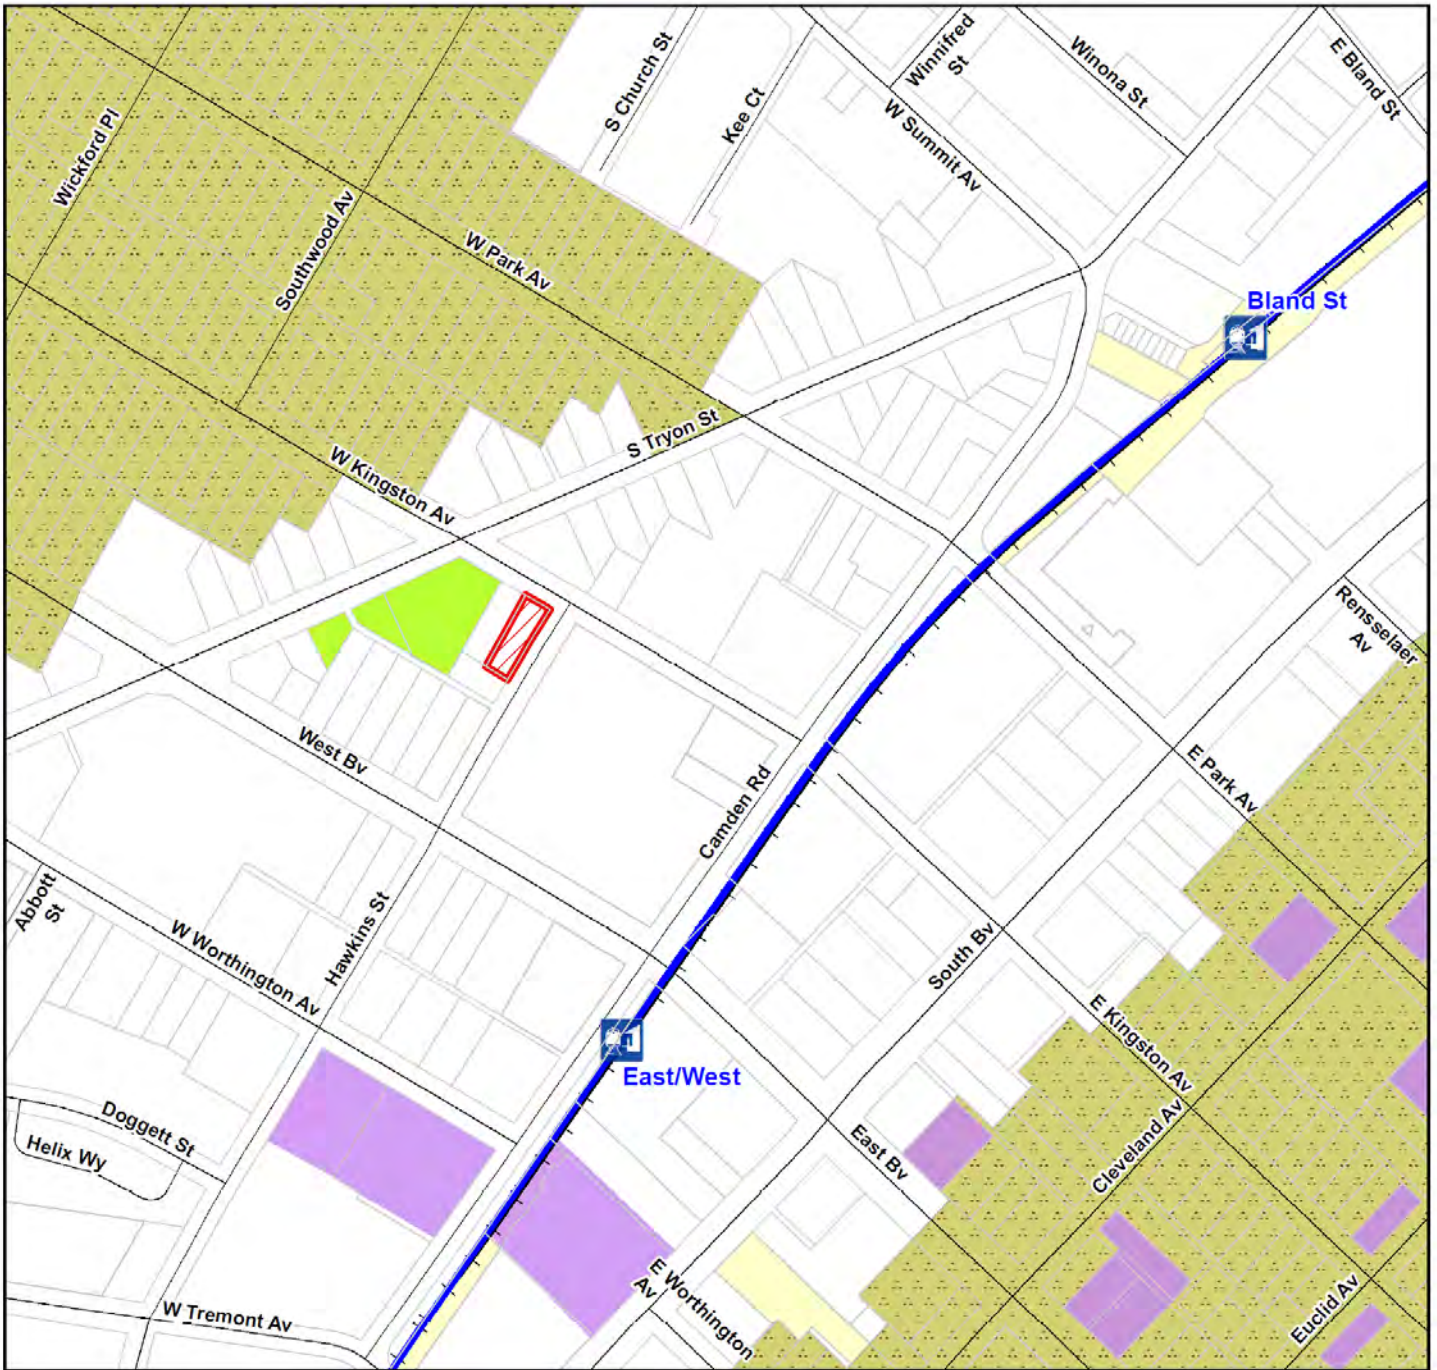 Winnifred
St
Winona St
E Bland St
S Church St
Kee Ct
W Summit Av
Wickford Pl
Southwood Av
W Park Av
Bland St
S Tryon St
W Kingston Av
Rensselaer
Av
West Bv
E Park Av
Camden Rd
Abbott
St
W Worthington Av
Hawkins St
South Bv
E Kingston Av
East/West
Doggett St
Helix Wy
East Bv
Cleveland Av
W Tremont Av
E Worthington
Av
Euclid Av